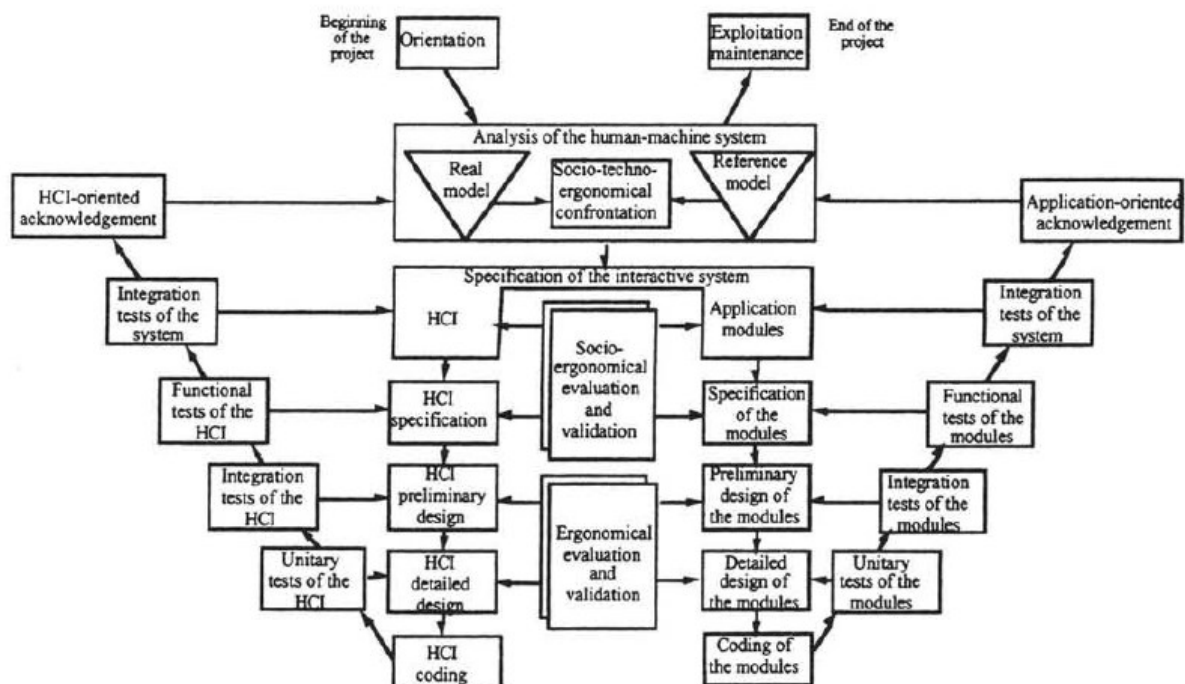 Beginning
of the
project
Orientation
Exploitation
maintenance
End of the
project
Analysis of the human-machine system
Real
model
Socio-techno-
ergonomical
confrontation
Reference
model
HCI-oriented
acknowledgement
Application-oriented
acknowledgement
Specification of the interactive system
Integration
tests of the
system
HCI
Application
modules
Integration
tests of the
system
Socio-
ergonomical
evaluation
and
validation
Functional
tests of the
HCI
HCI
specification
Specification
of the
modules
Functional
tests of the
modules
Integration
tests of the
HCI
HCI
preliminary
design
Preliminary
design of
the modules
Integration
tests of the
modules
Ergonomical
evaluation
and
validation
Unitary
tests of the
HCI
HCI
detailed
design
Detailed
design of
the modules
Unitary
tests of the
modules
HCI
coding
Coding of
the modules